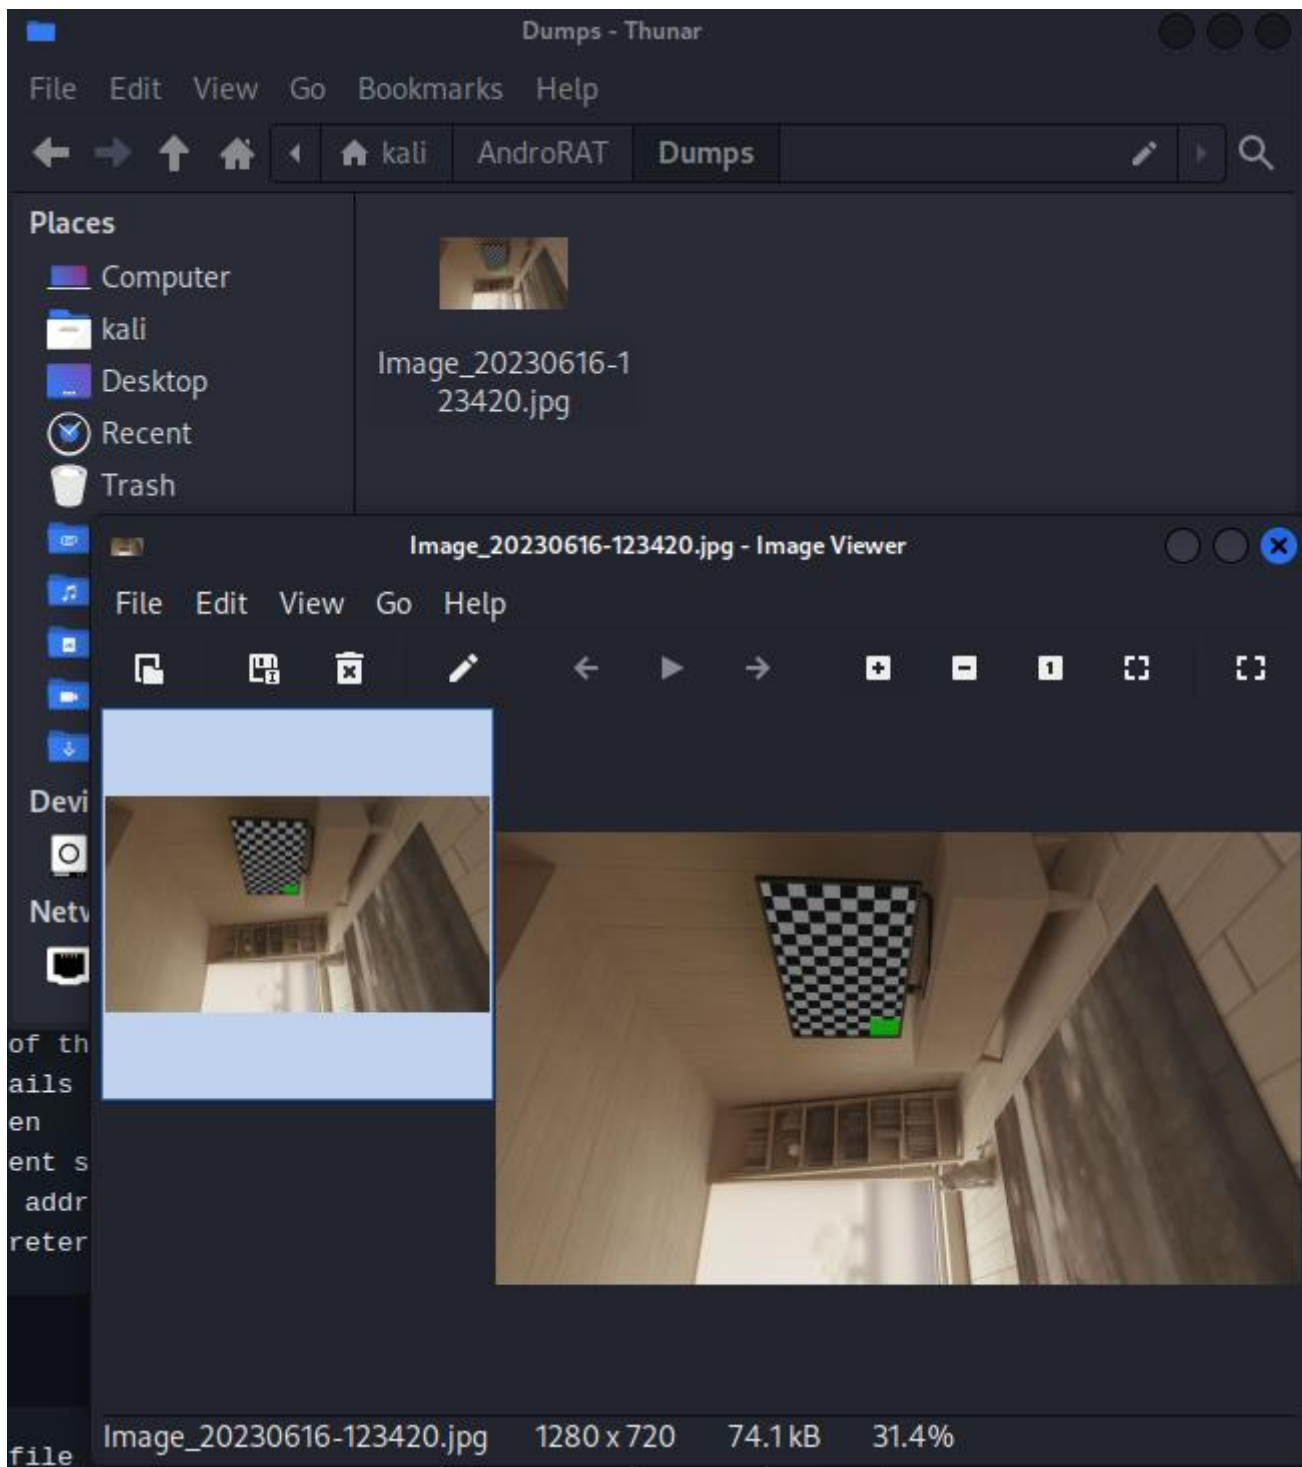 Dumps - Thunar
File Edit View Go Bookmarks Help
kali AndroRAT Dumps
Places
Computer
kali
Desktop
Recent
Trash
Image_20230616-1
23420.jpg
Devi
Netw
Image_20230616-123420.jpg - Image Viewer
File Edit View Go Help
of th
ails
en
ent s
addr
reter
file
Image_20230616-123420.jpg 1280 x 720 74.1 kB 31.4%